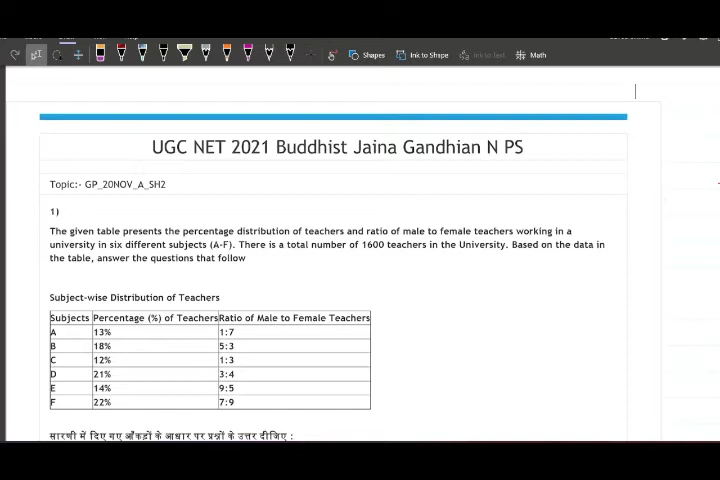 Shapes Ink to Shape Ink to Text Math
UGC NET 2021 Buddhist Jaina Gandhian N PS
Topic:- GP_20NOV_A_SH2
1)
The given table presents the percentage distribution of teachers and ratio of male to female teachers working in a
university in six different subjects (A-F). There is a total number of 1600 teachers in the University. Based on the data in
the table, answer the questions that follow
Subject-wise Distribution of Teachers
Subjects Percentage (%) of Teachers Ratio of Male to Female Teachers
A 13% 1:7
B 18% 5:3
C 12% 1:3
D 21% 3:4
E 14% 9:5
F 22% 7:9
सारणी में दिए गए आँकड़ों के आधार पर प्रश्नों के उत्तर दीजिए :